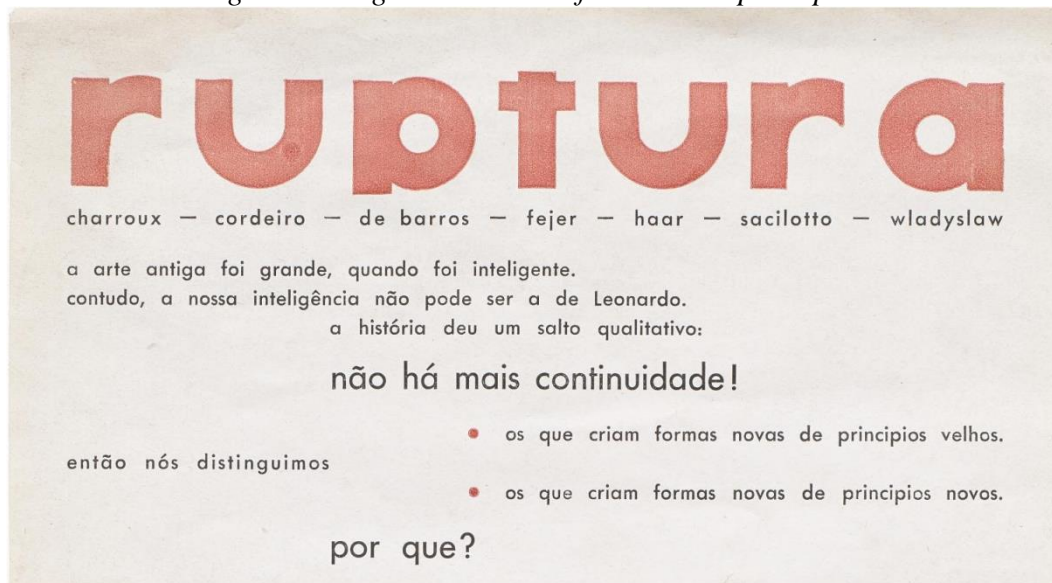 ruptura
charroux — cordeiro — de barros — fejer — haar — sacilotto — wladyslaw
a arte antiga foi grande, quando foi inteligente.
contudo, a nossa inteligência não pode ser a de Leonardo.
a história deu um salto qualitativo:
não há mais continuidade!
• os que criam formas novas de principios velhos.
então nós distinguimos
• os que criam formas novas de principios novos.
por que?